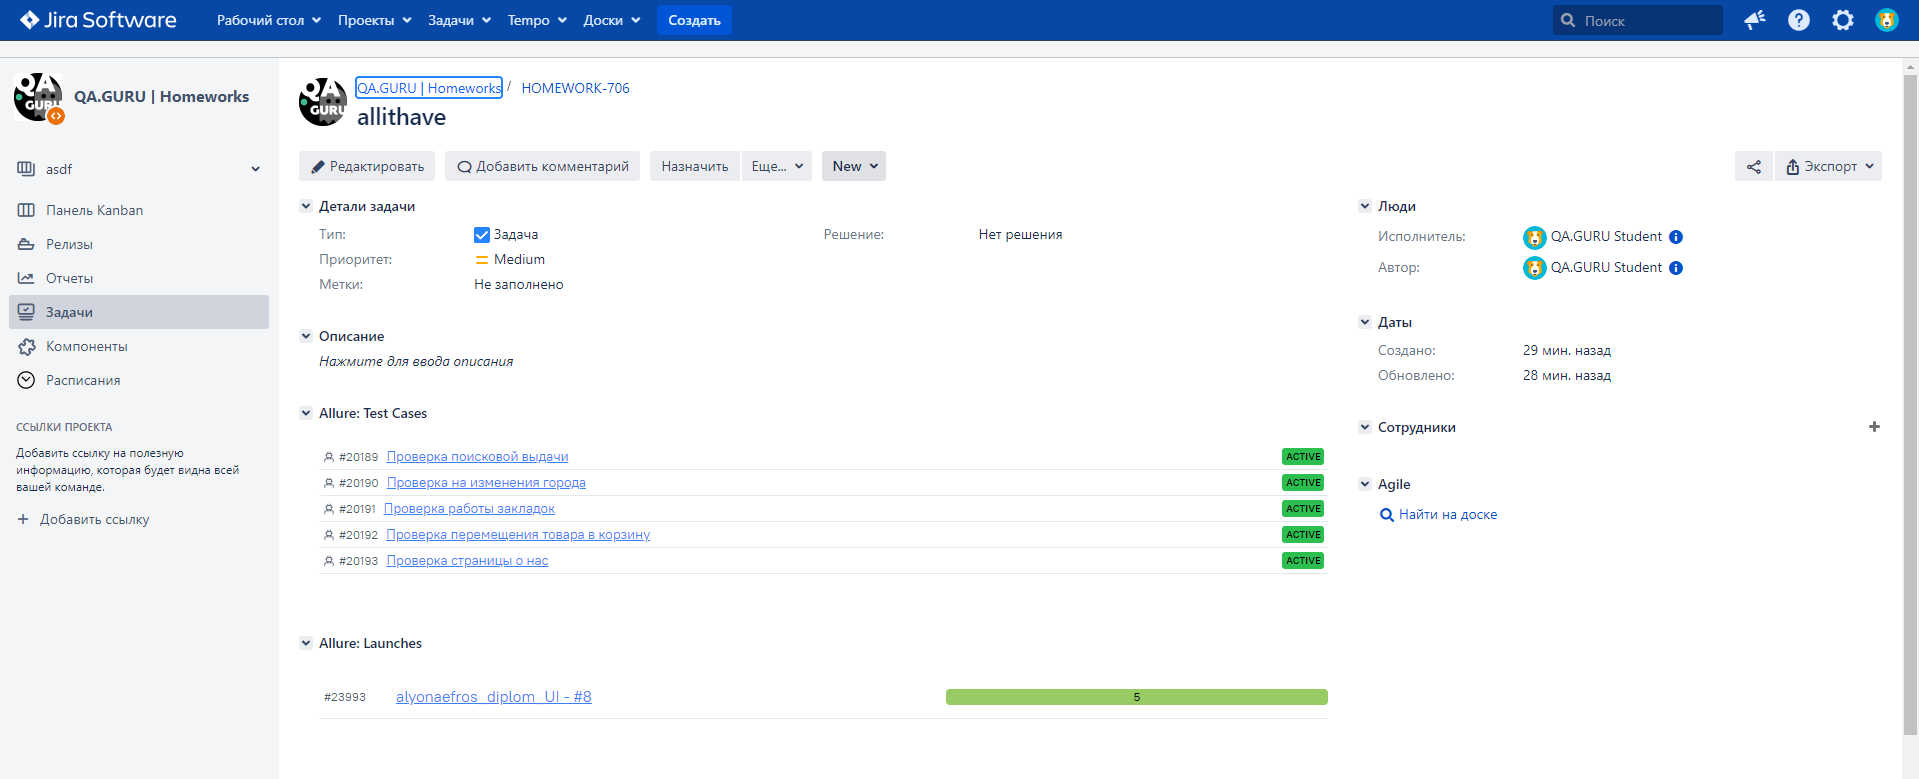 Jira Software
Рабочий стол Проекты Задачи Tempo Доски Создать Поиск
QA GURU
QA.GURU | Homeworks
asdf
Панель Kanban
Релизы
Отчеты
Задачи
Компоненты
Расписания
ССЫЛКИ ПРОЕКТА
Добавить ссылку на полезную
информацию, которая будет видна всей
вашей команде.
Добавить ссылку
QA GURU
QA.GURU | Homeworks / HOMEWORK-706
allithave
Редактировать Добавить комментарий Назначить Еще... New Экспорт
Детали задачи
Тип: Задача Решение: Нет решения
Приоритет: Medium
Метки: Не заполнено
Описание
Нажмите для ввода описания
Allure: Test Cases
#20189 Проверка поисковой выдачи ACTIVE
#20190 Проверка на изменения города ACTIVE
#20191 Проверка работы закладок ACTIVE
#20192 Проверка перемещения товара в корзину ACTIVE
#20193 Проверка страницы о нас ACTIVE
Allure: Launches
#23993 alyonaefros_diplom_UI - #8 5
Люди
Исполнитель: QA.GURU Student
Автор: QA.GURU Student
Даты
Создано: 29 мин. назад
Обновлено: 28 мин. назад
Сотрудники
Agile
Найти на доске